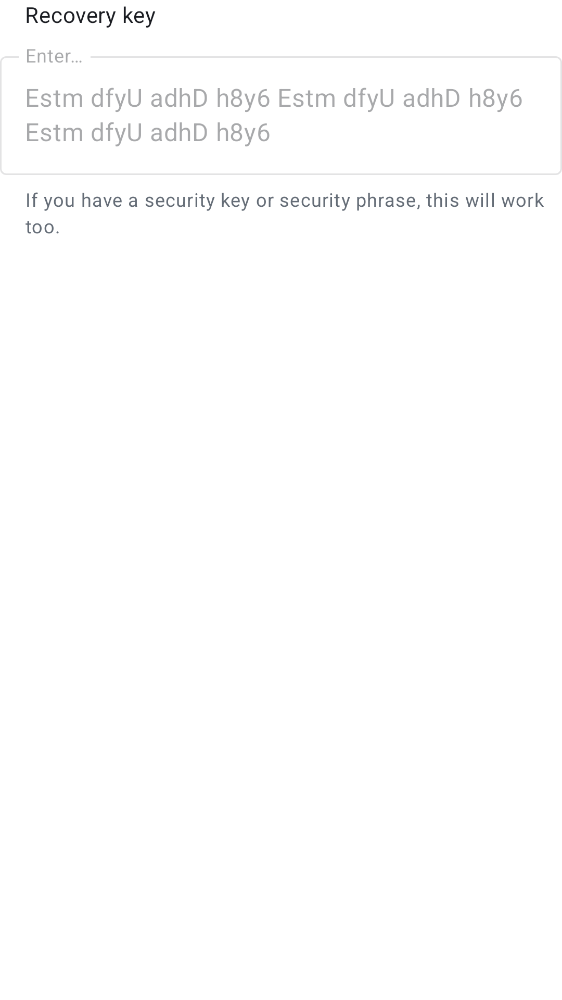 Recovery key
Enter...
Estm dfyU adhD h8y6 Estm dfyU adhD h8y6
Estm dfyU adhD h8y6
If you have a security key or security phrase, this will work
too.